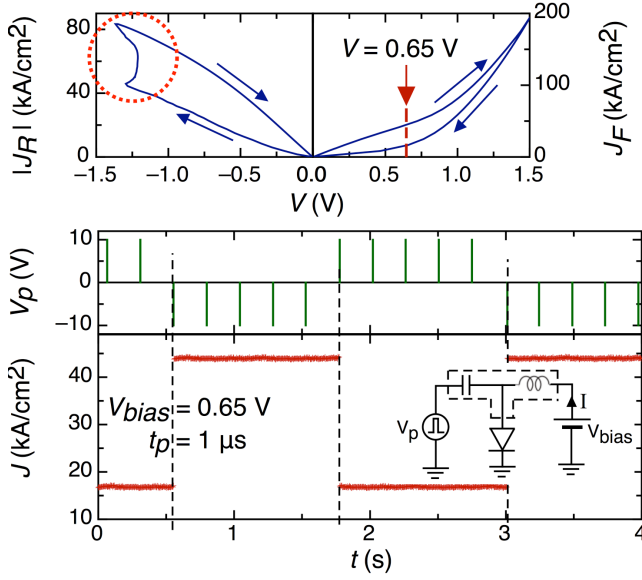 80
40
0
|J_R| (kA/cm2)
V = 0.65 V
200
100
0
J_F (kA/cm2)
−1.5 −1.0 −0.5 0.0 0.5 1.0 1.5
V (V)
10
0
−10
V_p (V)
40
30
20
10
J (kA/cm2)
V_bias = 0.65 V
t_p = 1 µs
V_p
I
V_bias
0 1 2 3 4
t (s)